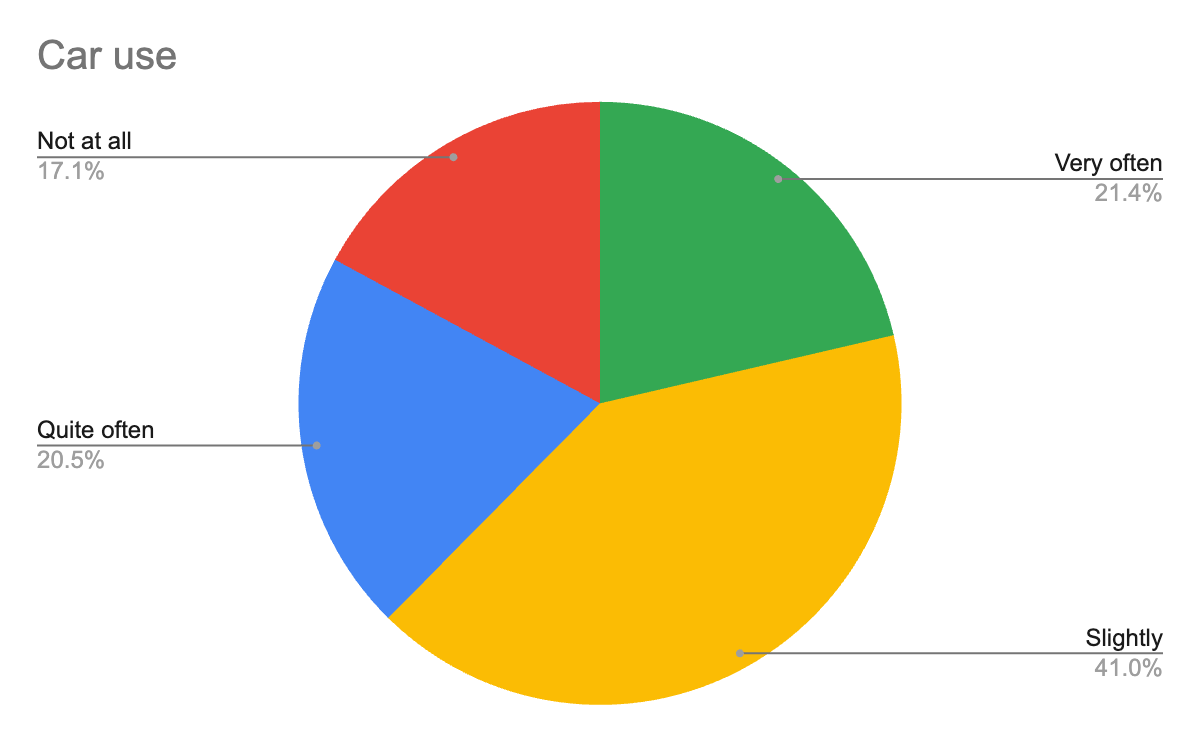 Car use
Not at all
17.1%
Very often
21.4%
Quite often
20.5%
Slightly
41.0%